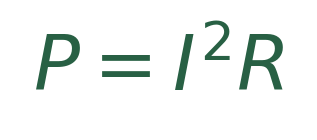 P = I²R